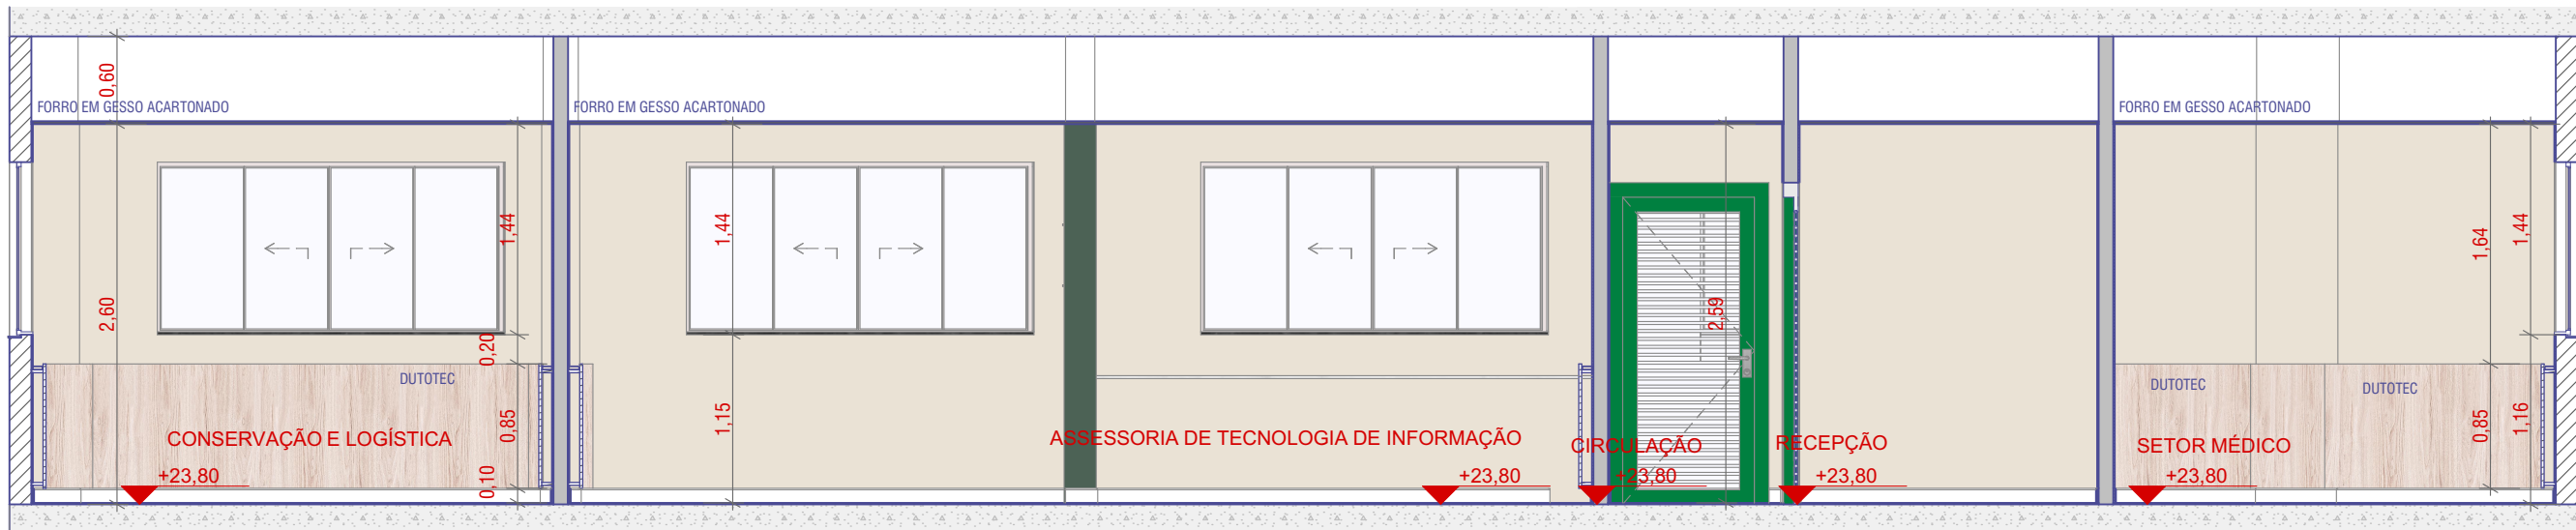 0,60
FORRO EM GESSO ACARTONADO
FORRO EM GESSO ACARTONADO
FORRO EM GESSO ACARTONADO
1,44
1,44
1,64
1,44
2,60
2,59
0,20
DUTOTEC
DUTOTEC
DUTOTEC
0,85
1,15
0,85
1,16
CONSERVAÇÃO E LOGÍSTICA
ASSESSORIA DE TECNOLOGIA DE INFORMAÇÃO
CIRCULAÇÃO
RECEPÇÃO
SETOR MÉDICO
+23,80
0,10
+23,80
+23,80
+23,80
+23,80